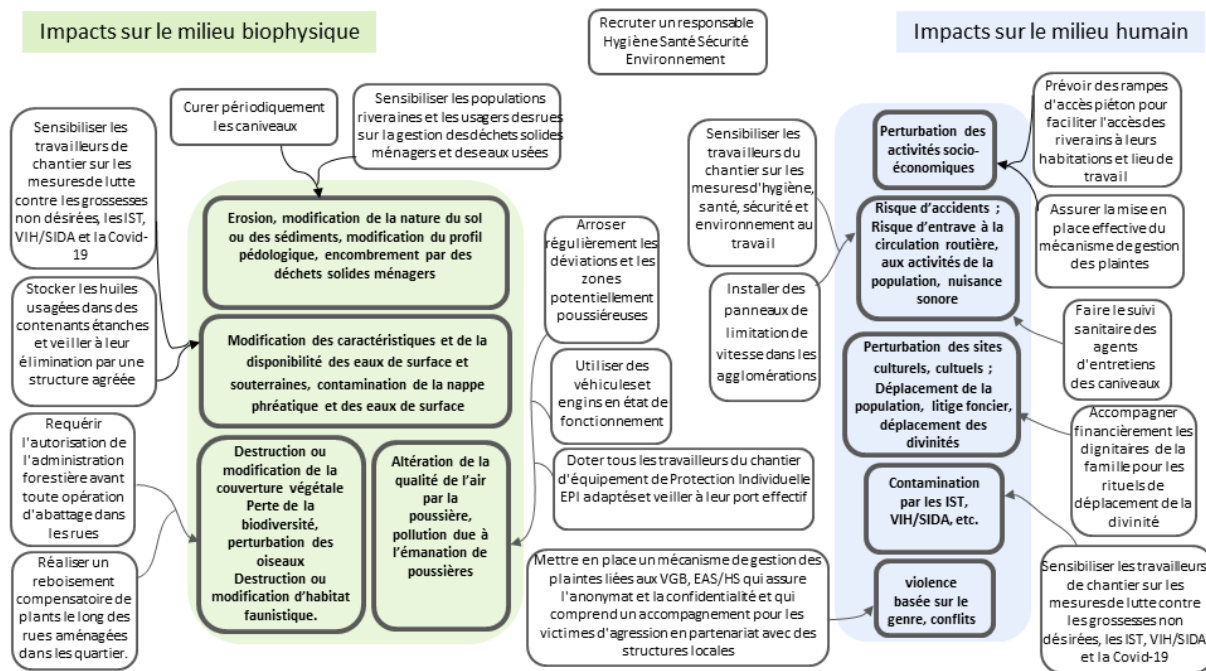 Impacts sur le milieu biophysique
Recruter un responsable
Hygiène Santé Sécurité
Environnement
Impacts sur le milieu humain
Curer périodiquement
les caniveaux
Sensibiliser les populations
riveraines et les usagers des rues
sur la gestion des déchets solides
ménagers et des eaux usées
Sensibiliser les
travailleurs de
chantier sur les
mesures de lutte
contre les grossesses
non désirées, les IST,
VIH/SIDA et la Covid-
19
Stocker les huiles
usagées dans des
contenants étanches
et veiller à leur
élimination par une
structure agréée
Requérir
l'autorisation de
l'administration
forestière avant
toute opération
d'abattage dans
les rues
Réaliser un
reboisement
compensatoire de
plants le long des
rues aménagées
dans les quartier.
Erosion, modification de la nature du sol
ou des sédiments, modification du profil
pédologique, encombrement par des
déchets solides ménagers
Modification des caractéristiques et de la
disponibilité des eaux de surface et
souterraines, contamination de la nappe
phréatique et des eaux de surface
Destruction ou
modification de la
couverture végétale
Perte de la
biodiversité,
perturbation des
oiseaux
Destruction ou
modification d’habitat
faunistique.
Altération de la
qualité de l’air
par la
poussière,
pollution due à
l’émanation de
poussières
Arroser
régulièrement les
déviations et les
zones
potentiellement
poussiéreuses
Utiliser des
véhicules et
engins en état de
fonctionnement
Doter tous les travailleurs du chantier
d'équipement de Protection Individuelle
EPI adaptés et veiller à leur port effectif
Mettre en place un mécanisme de gestion des
plaintes liées aux VGB, EAS/HS qui assure
l'anonymat et la confidentialité et qui
comprend un accompagnement pour les
victimes d'agression en partenariat avec des
structures locales
Sensibiliser les
travailleurs du
chantier sur les
mesures d'hygiène,
santé, sécurité et
environnement au
travail
Installer des
panneaux de
limitation de
vitesse dans les
agglomérations
Perturbation des
activités socio-
économiques
Risque d’accidents ;
Risque d’entrave à la
circulation routière,
aux activités de la
population, nuisance
sonore
Perturbation des sites
culturels, cultuels ;
Déplacement de la
population, litige foncier,
déplacement des
divinités
Contamination
par les IST,
VIH/SIDA, etc.
violence
basée sur le
genre, conflits
Prévoir des rampes
d'accès piéton pour
faciliter l'accès des
riverains à leurs
habitations et lieu de
travail
Assurer la mise en
place effective du
mécanisme de gestion
des plaintes
Faire le suivi
sanitaire des
agents
d'entretiens des
caniveaux
Accompagner
financièrement les
dignitaires de la
famille pour les
rituels de
déplacement de la
divinité
Sensibiliser les travailleurs
de chantier sur les
mesures de lutte contre
les grossesses non
désirées, les IST, VIH/SIDA
et la Covid-19